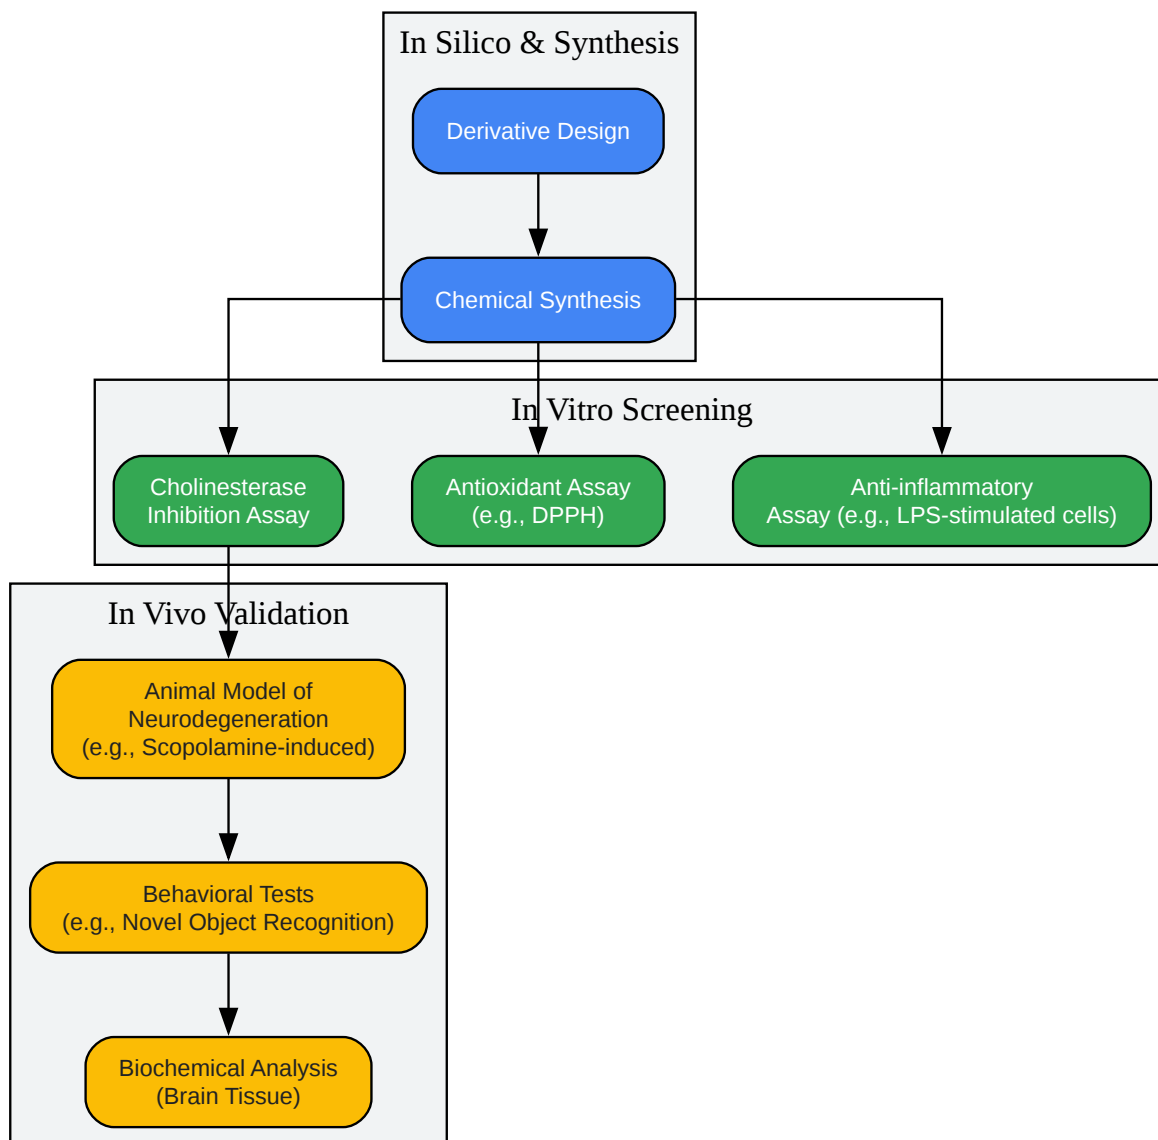 In Silico & Synthesis
Derivative Design
Chemical Synthesis
In Vitro Screening
Cholinesterase
Inhibition Assay
Antioxidant Assay
(e.g., DPPH)
Anti-inflammatory
Assay (e.g., LPS-stimulated cells)
In Vivo Validation
Animal Model of
Neurodegeneration
(e.g., Scopolamine-induced)
Behavioral Tests
(e.g., Novel Object Recognition)
Biochemical Analysis
(Brain Tissue)